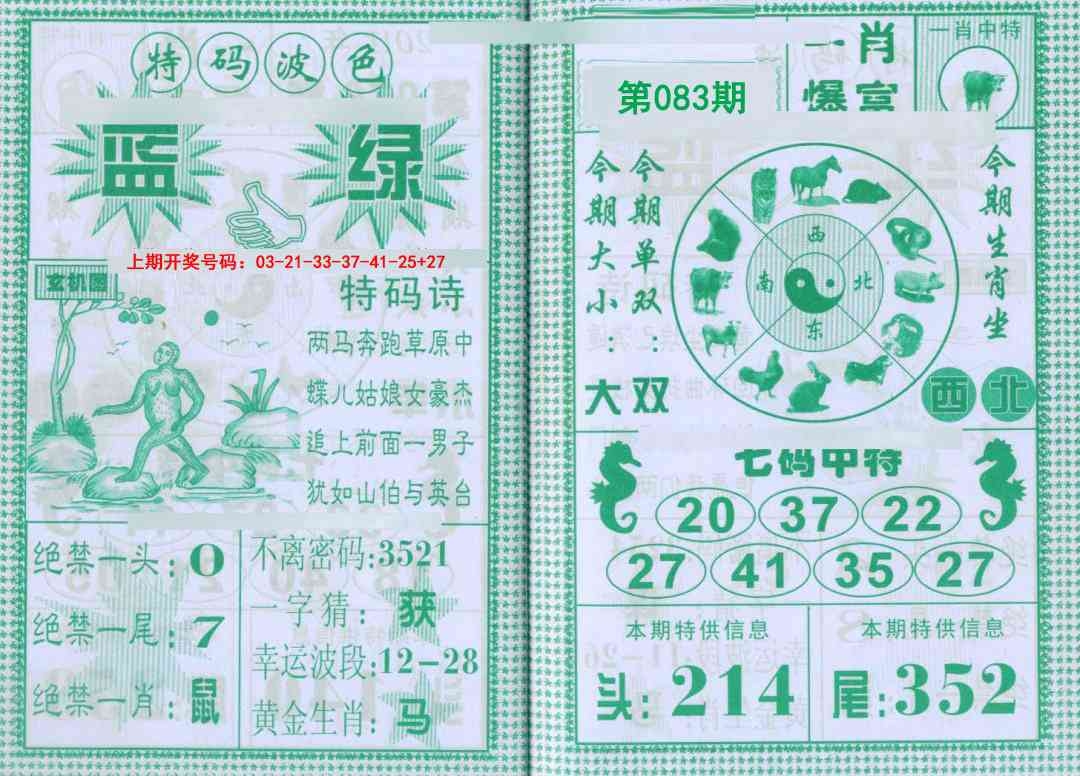 特码波色
蓝 绿
上期开奖号码：03-21-33-37-41-25+27
玄机图
特码诗
两马奔跑草原中
蝶儿姑娘女豪杰
追上前面一男子
犹如山伯与英台
绝禁一头:0
绝禁一尾:7
绝禁一肖:鼠
不离密码:3521
一字猜：获
幸运波段:12-28
黄金生肖:马
第083期
一肖
爆富
一肖中特
今期大小：大
今期单双：双
西
南 北
东
今期生肖坐
西北
七码中特
20 37 22
27 41 35 27
本期特供信息
头:214
本期特供信息
尾:352